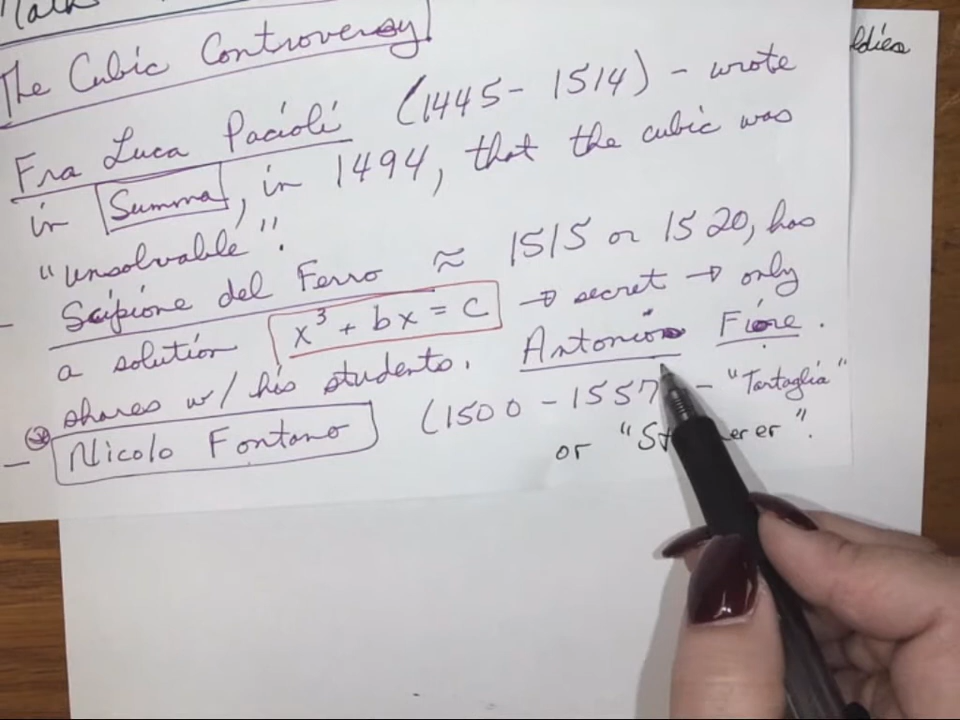 Math
The Cubic Controversy
Fra Luca Pacioli (1445 - 1514) - wrote
in Summa, in 1494, that the cubic was
"unsolvable".
- Scipione del Ferro ≈ 1515 or 1520, has
a solution x³ + bx = c → secret → only
shares w/ his students. Antonio Fiore.
- Nicolo Fontano (1500 - 1557) - "Tartaglia"
or